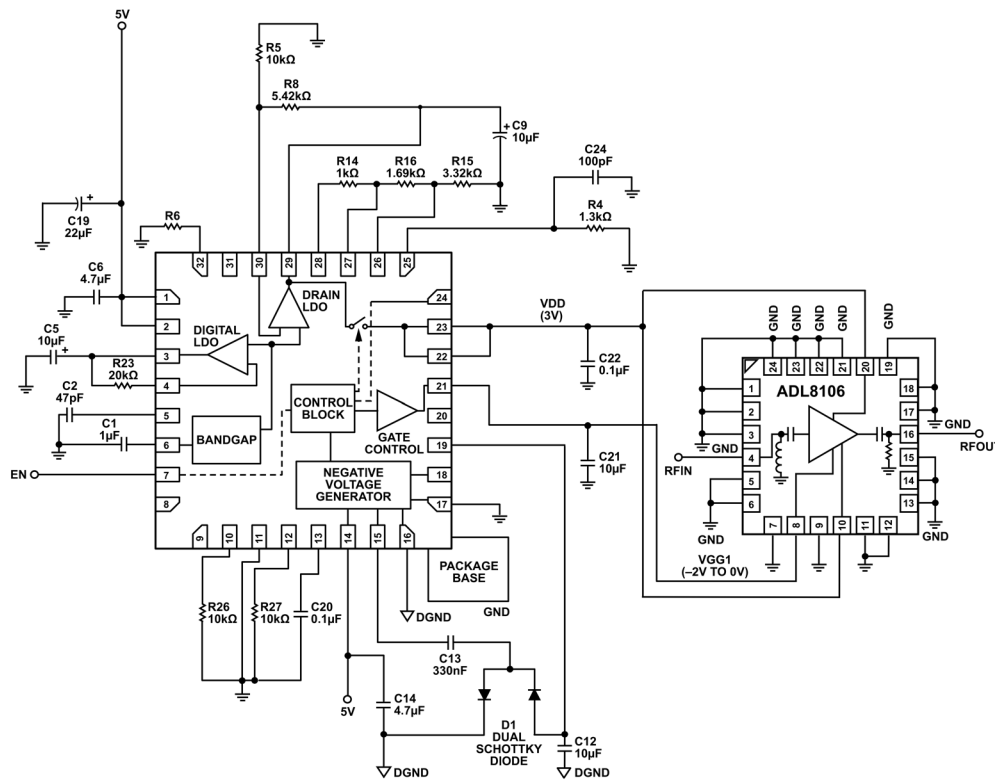 5V
R5
10kΩ
R8
5.42kΩ
+
C9
10µF
R14
1kΩ
R16
1.69kΩ
R15
3.32kΩ
C24
100pF
R4
1.3kΩ
+
C19
22µF
R6
32
31
30
29
28
27
26
25
C6
4.7µF
1
2
3
4
5
6
7
8
C5
10µF
+
R23
20kΩ
C2
47pF
C1
1µF
EN
DIGITAL
LDO
DRAIN
LDO
BANDGAP
CONTROL
BLOCK
GATE
CONTROL
NEGATIVE
VOLTAGE
GENERATOR
24
23
22
21
20
19
18
17
9
10
11
12
13
14
15
16
PACKAGE
BASE
GND
DGND
R26
10kΩ
R27
10kΩ
C20
0.1µF
5V
C14
4.7µF
DGND
C13
330nF
D1
DUAL
SCHOTTKY
DIODE
C12
10µF
DGND
VDD
(3V)
C22
0.1µF
C21
10µF
VGG1
(–2V TO 0V)
GND
GND
GND
GND
GND
24
23
22
21
20
19
ADL8106
1
2
3
4
5
6
GND
RFIN
GND
18
17
16
15
14
13
GND
RFOUT
GND
7
8
9
10
11
12